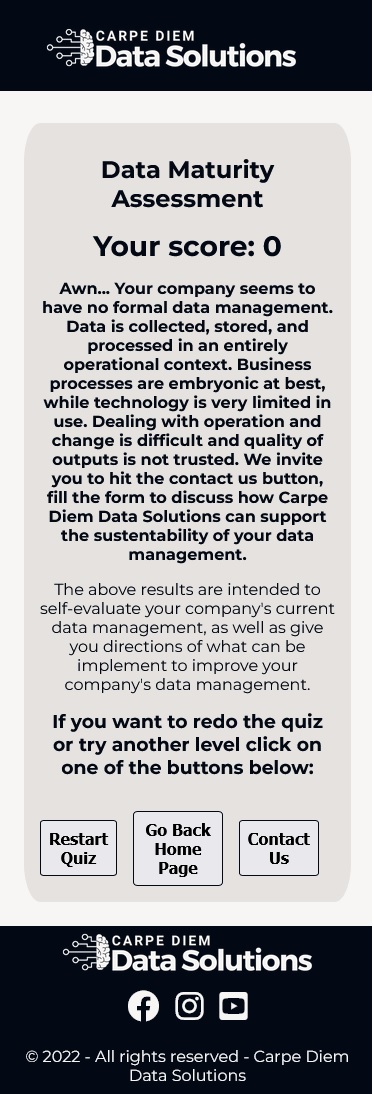 CARPE DIEM
Data Solutions
Data Maturity
Assessment
Your score: 0
Awn... Your company seems to
have no formal data management.
Data is collected, stored, and
processed in an entirely
operational context. Business
processes are embryonic at best,
while technology is very limited in
use. Dealing with operation and
change is difficult and quality of
outputs is not trusted. We invite
you to hit the contact us button,
fill the form to discuss how Carpe
Diem Data Solutions can support
the sustentability of your data
management.
The above results are intended to
self-evaluate your company's current
data management, as well as give
you directions of what can be
implement to improve your
company's data management.
If you want to redo the quiz
or try another level click on
one of the buttons below:
Restart
Quiz
Go Back
Home
Page
Contact
Us
CARPE DIEM
Data Solutions
© 2022 - All rights reserved - Carpe Diem
Data Solutions